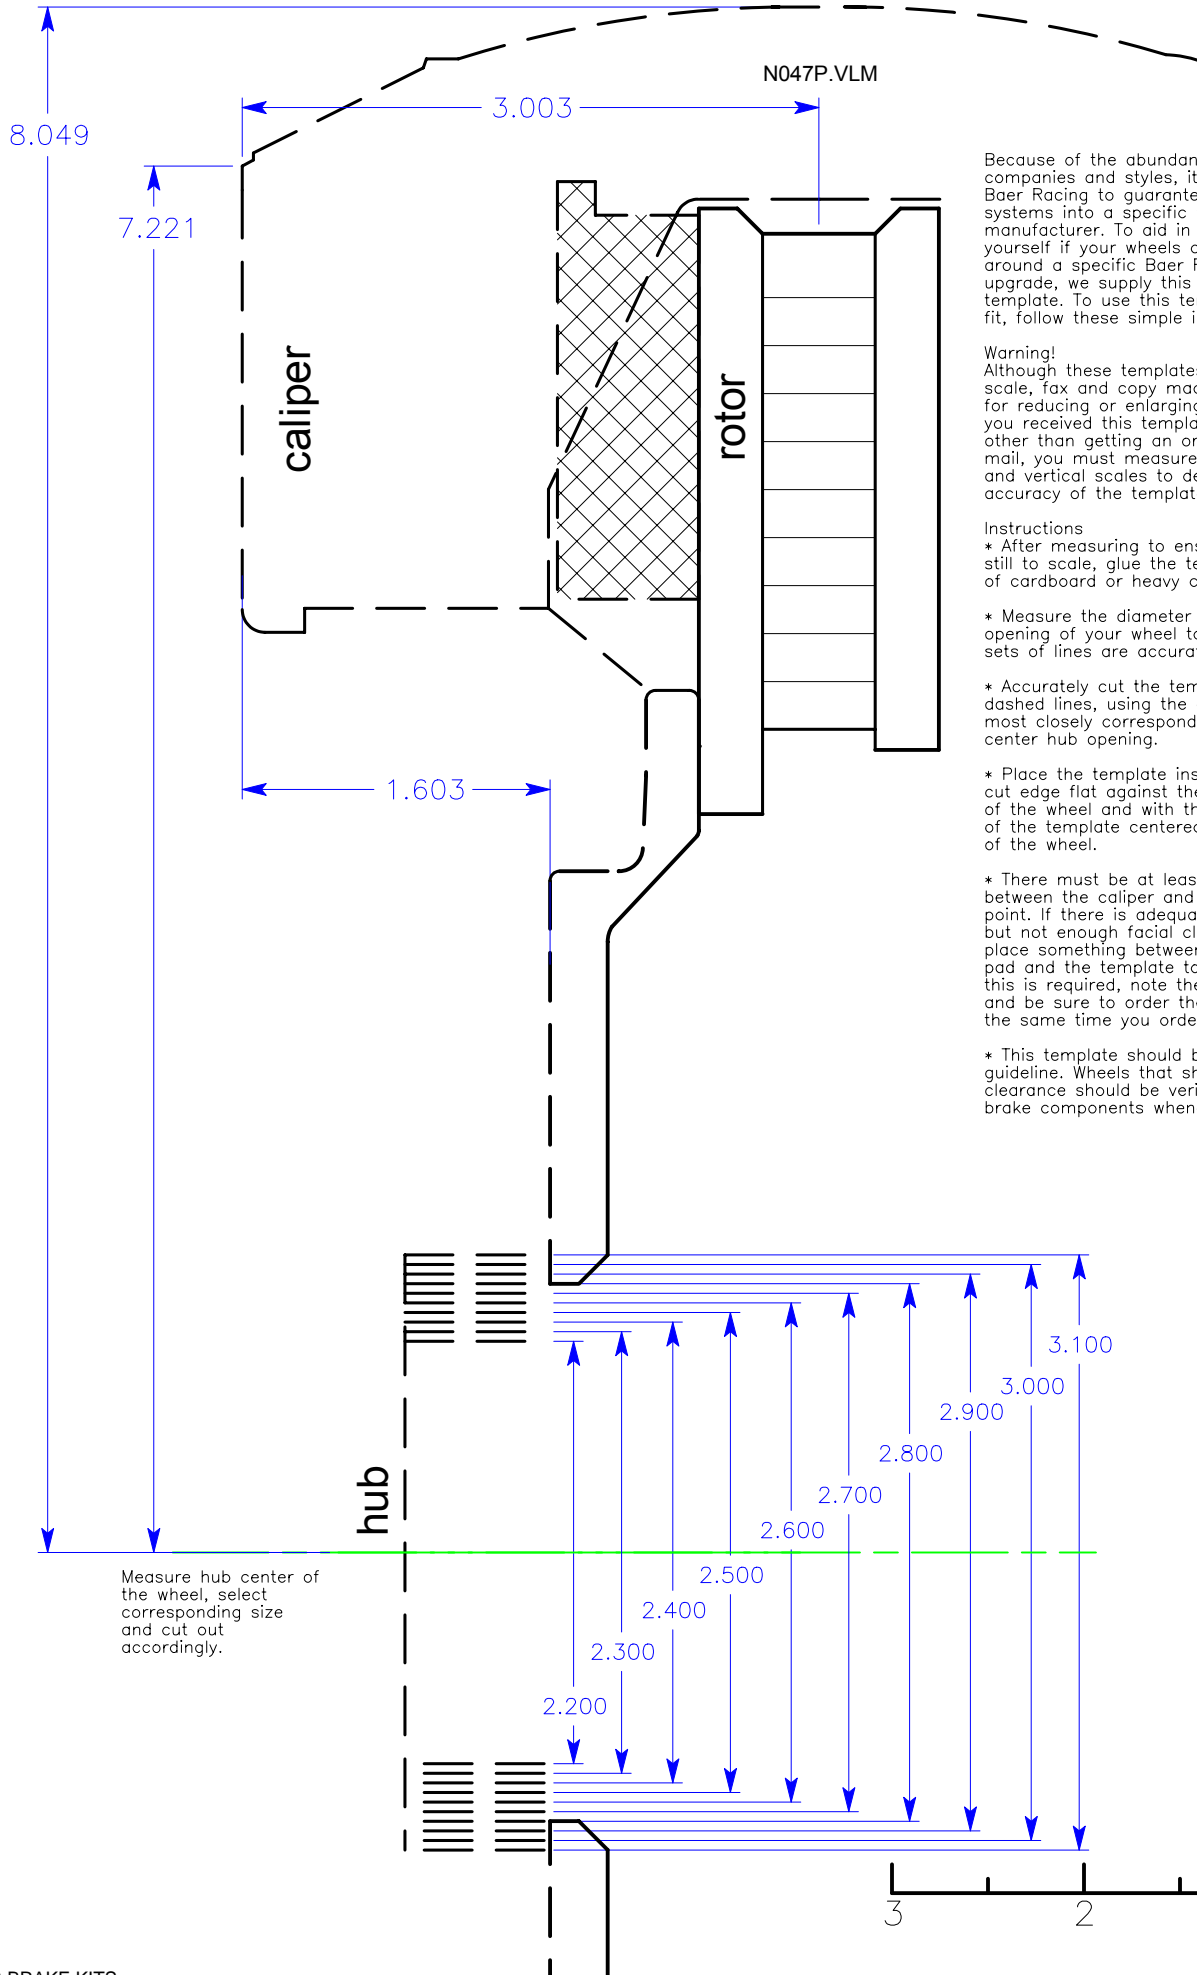 N047P.VLM
3.003
8.049
7.221
caliper
rotor
1.603
Because of the abundan
companies and styles, it
Baer Racing to guarante
systems into a specific
manufacturer. To aid in
yourself if your wheels
around a specific Baer
upgrade, we supply this
template. To use this te
fit, follow these simple i
Warning!
Although these templates
scale, fax and copy mac
for reducing or enlarging
you received this templa
other than getting an or
mail, you must measure
and vertical scales to de
accuracy of the templat
Instructions
* After measuring to ens
still to scale, glue the te
of cardboard or heavy c
* Measure the diameter
opening of your wheel to
sets of lines are accura
* Accurately cut the tem
dashed lines, using the
most closely correspond
center hub opening.
* Place the template ins
cut edge flat against the
of the wheel and with th
of the template centered
of the wheel.
* There must be at leas
between the caliper and
point. If there is adequa
but not enough facial cl
place something between
pad and the template to
this is required, note the
and be sure to order the
the same time you orde
* This template should b
guideline. Wheels that sh
clearance should be veri
brake components when
3.100
3.000
2.900
2.800
2.700
2.600
2.500
2.400
2.300
2.200
hub
Measure hub center of
the wheel, select
corresponding size
and cut out
accordingly.
3 2
BRAKE KITS